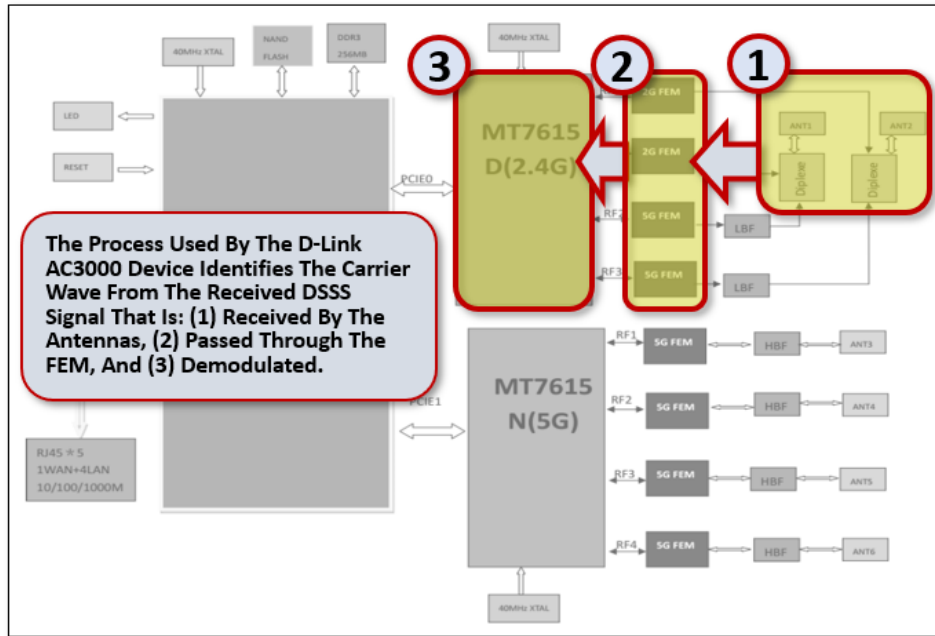 40MHz XTAL
NAND
FLASH
DDR3
256MB
40MHz XTAL
3
2
1
LED
RESET
PCIE0
MT7615
D(2.4G)
2G FEM
2G FEM
RF2
5G FEM
RF3
5G FEM
LBF
LBF
ANT1
ANT2
Diplexe
Diplexe
The Process Used By The D-Link
AC3000 Device Identifies The Carrier
Wave From The Received DSSS
Signal That Is: (1) Received By The
Antennas, (2) Passed Through The
FEM, And (3) Demodulated.
PCIE1
MT7615
N(5G)
RF1
5G FEM
HBF
ANT3
RF2
5G FEM
HBF
ANT4
RF3
5G FEM
HBF
ANT5
RF4
5G FEM
HBF
ANT6
RJ45 * 5
1WAN+4LAN
10/100/1000M
40MHz XTAL